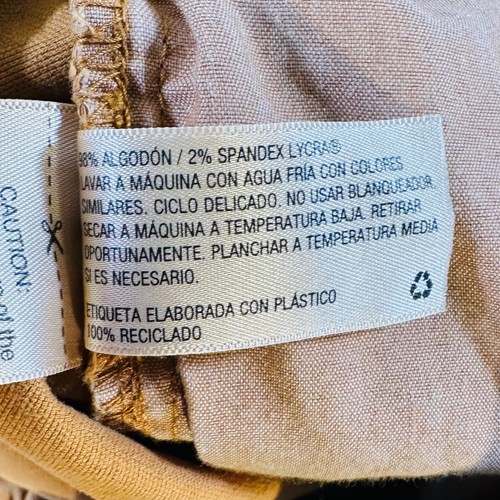 98% ALGODÓN / 2% SPANDEX LYCRA®
LAVAR A MÁQUINA CON AGUA FRÍA CON COLORES
SIMILARES. CICLO DELICADO. NO USAR BLANQUEADOR.
SECAR A MÁQUINA A TEMPERATURA BAJA. RETIRAR
OPORTUNAMENTE. PLANCHAR A TEMPERATURA MEDIA
SI ES NECESARIO.
ETIQUETA ELABORADA CON PLÁSTICO
100% RECICLADO
CAUTION:
of the